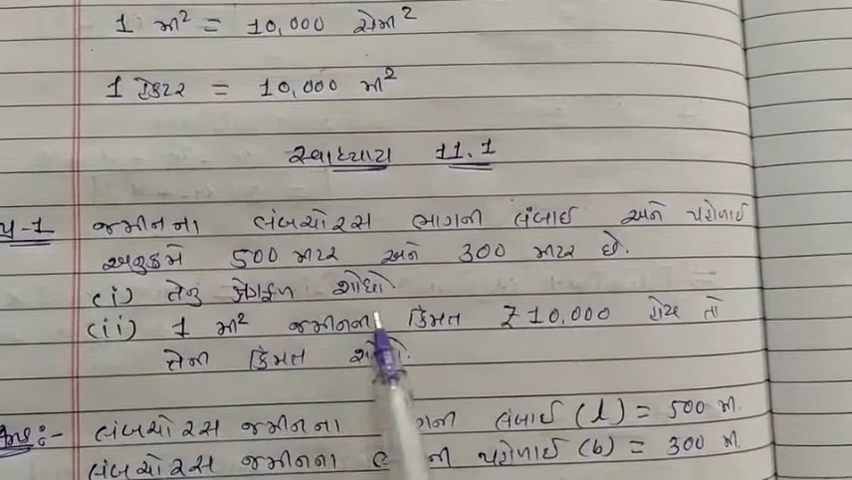 1 મી² = 10,000 સેમી²
1 હેક્ટર = 10,000 મી²
સ્વાધ્યાય 11.1
પ્ર-1 જમીનના લંબચોરસ ભાગની લંબાઈ અને પહોળાઈ
અનુક્રમે 500 મીટર અને 300 મીટર છે.
(i) તેનું ક્ષેત્રફળ શોધો
(ii) 1 મી² જમીનની કિંમત ₹10,000 હોય તો
તેની કિંમત શોધો.
જવાબ:- લંબચોરસ જમીનના ગની લંબાઈ (l) = 500 મી.
લંબચોરસ જમીનના ની પહોળાઈ (b) = 300 મી